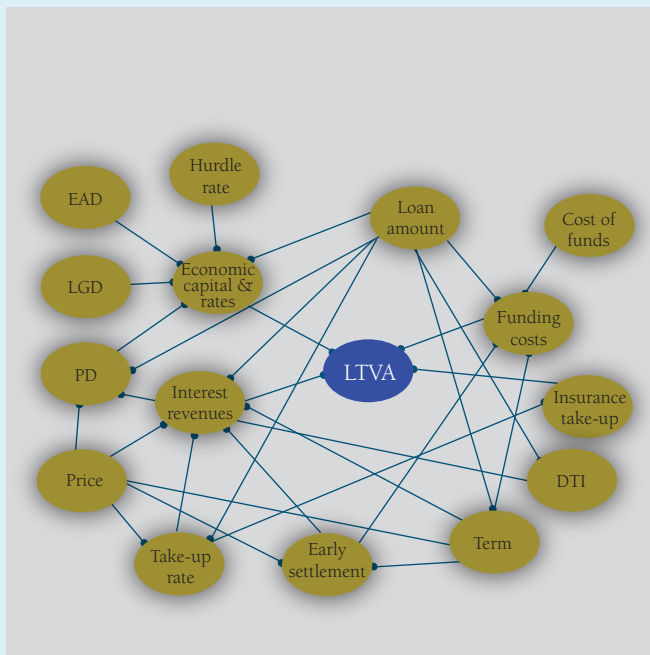 Hurdle
rate
EAD
Loan
amount
Cost of
funds
Economic
capital &
rates
LGD
Funding
costs
LTVA
PD
Interest
revenues
Insurance
take-up
Price
DTI
Take-up
rate
Early
settlement
Term